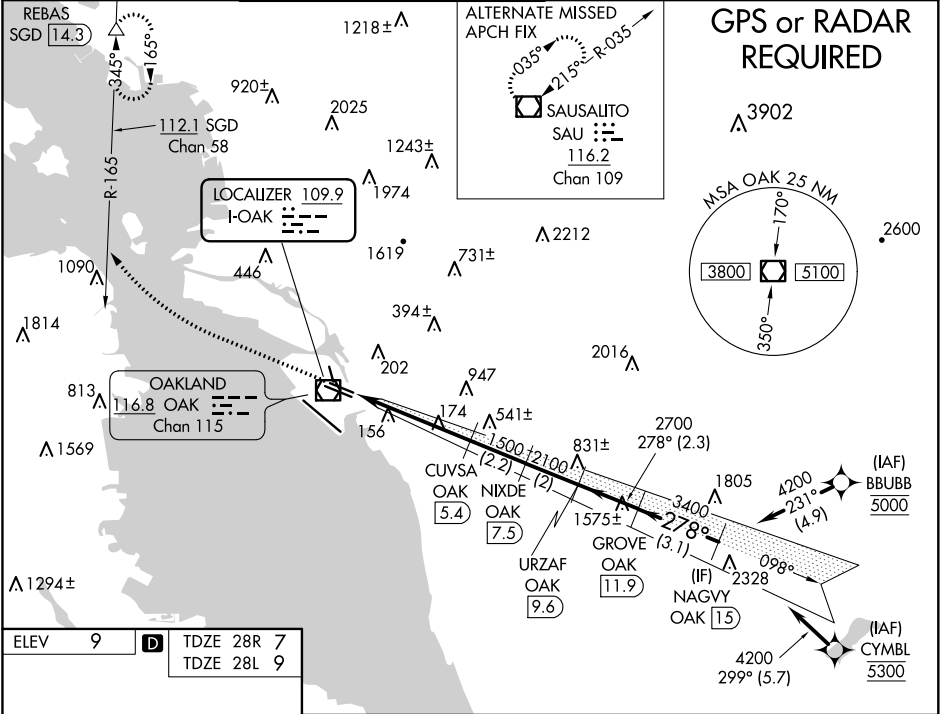 REBAS
SGD 14.3
345°
165°
1218±
920±
2025
112.1 SGD
Chan 58
R-165
1243±
1974
ALTERNATE MISSED
APCH FIX
035°
215°
R-035
SAUSALITO
SAU
116.2
Chan 109
GPS or RADAR
REQUIRED
3902
MSA OAK 25 NM
170°
3800
5100
350°
2600
LOCALIZER 109.9
I-OAK
1619
2212
731±
446
1090
394±
1814
202
2016
813
OAKLAND
116.8 OAK
Chan 115
947
174
541±
156
1569
1500
(2.2)
2100
(2)
831±
2700
278° (2.3)
1805
4200
231°
(4.9)
(IAF)
BBUBB
5000
CUVSA
OAK
5.4
NIXDE
OAK
7.5
1575±
3400
278°
(3.1)
098°
URZAF
OAK
9.6
GROVE
OAK
11.9
(IF)
NAGVY
OAK 15
2328
1294±
4200
299° (5.7)
(IAF)
CYMBL
5300
ELEV 9
D
TDZE 28R 7
TDZE 28L 9